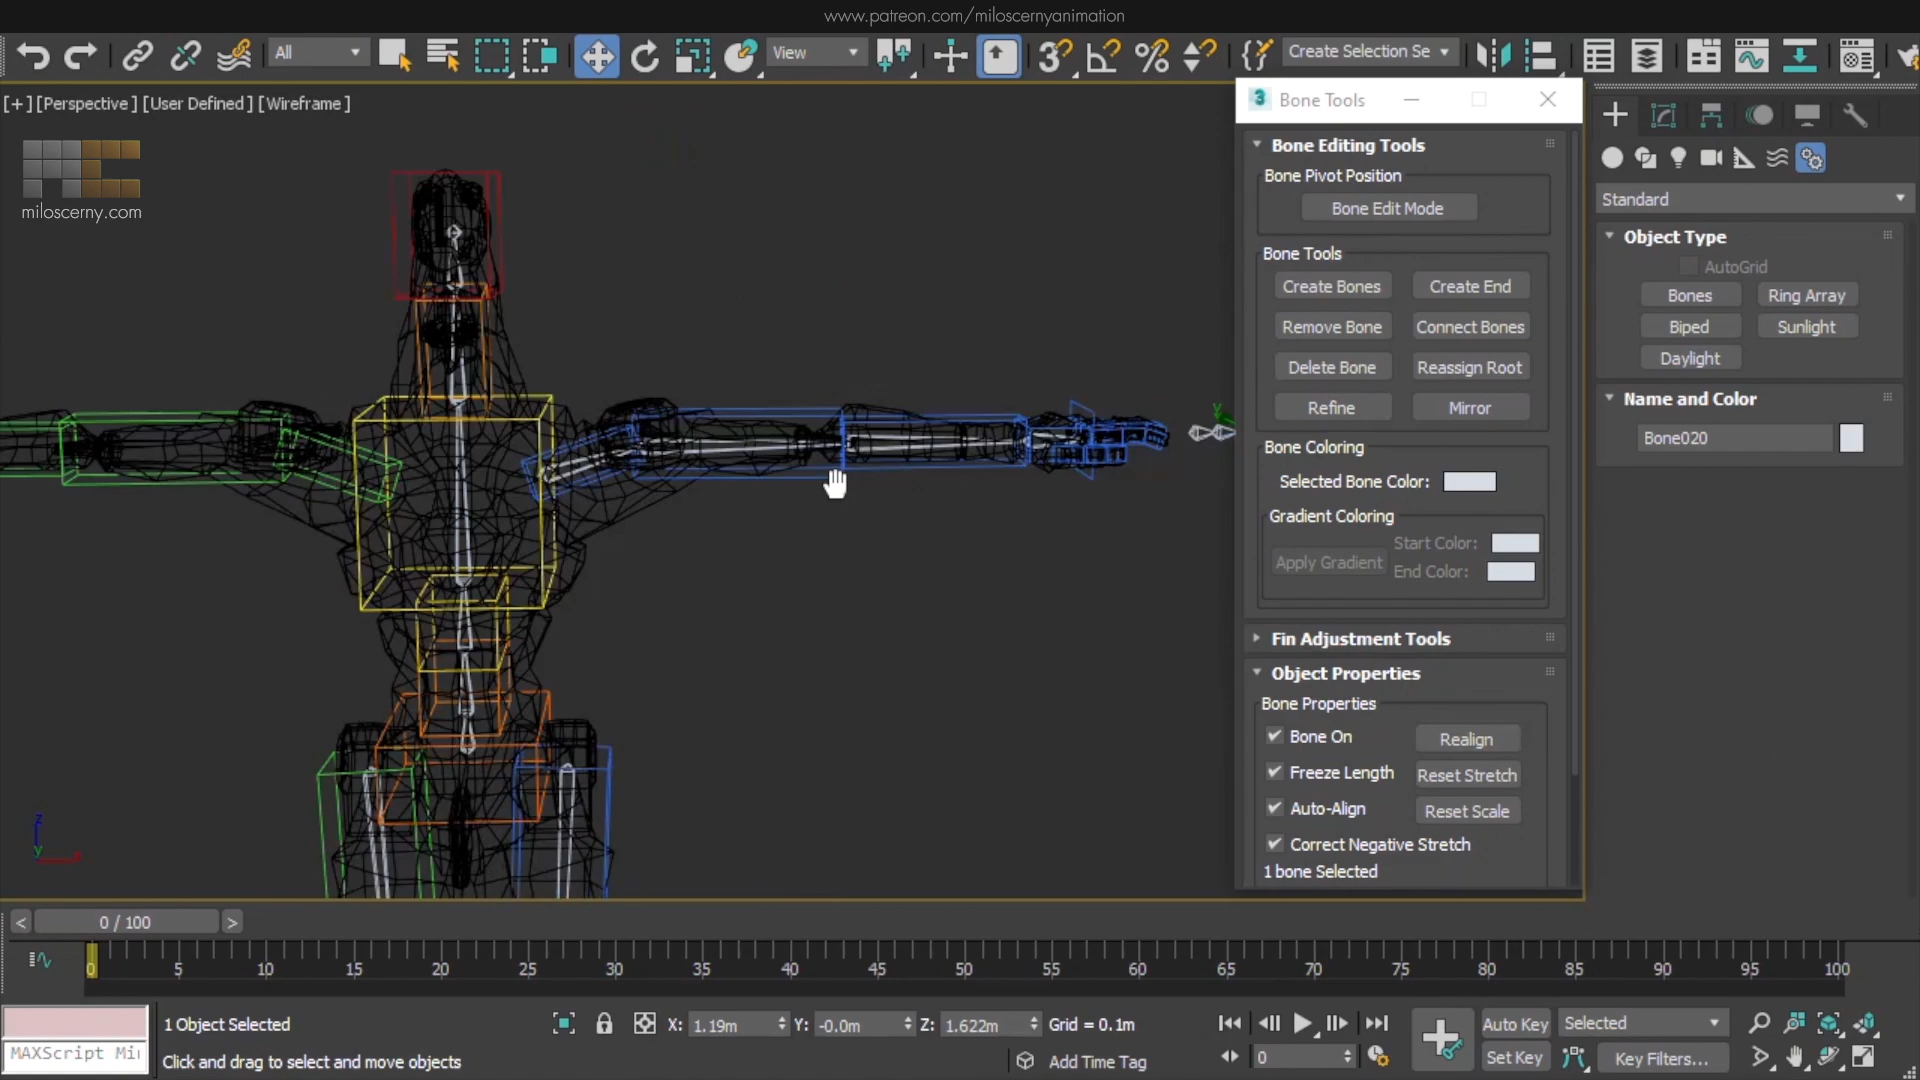 www.patreon.com/miloscernyanimation
All
View
Create Selection Se
[+] [Perspective] [User Defined] [Wireframe]
miloscerny.com
3 Bone Tools
Bone Editing Tools
Bone Pivot Position
Bone Edit Mode
Bone Tools
Create Bones
Create End
Remove Bone
Connect Bones
Delete Bone
Reassign Root
Refine
Mirror
Bone Coloring
Selected Bone Color:
Gradient Coloring
Apply Gradient
Start Color:
End Color:
Fin Adjustment Tools
Object Properties
Bone Properties
Bone On
Realign
Freeze Length
Reset Stretch
Auto-Align
Reset Scale
Correct Negative Stretch
1 bone Selected
Standard
Object Type
AutoGrid
Bones
Ring Array
Biped
Sunlight
Daylight
Name and Color
Bone020
y
z
y
x
< 0 / 100 >
0 5 10 15 20 25 30 35 40 45 50 55 60 65 70 75 80 85 90 95 100
1 Object Selected
X: 1.19m Y: -0.0m Z: 1.622m Grid = 0.1m
Auto Key
Selected
MAXScript Mi
Click and drag to select and move objects
Add Time Tag
0
Set Key
Key Filters...